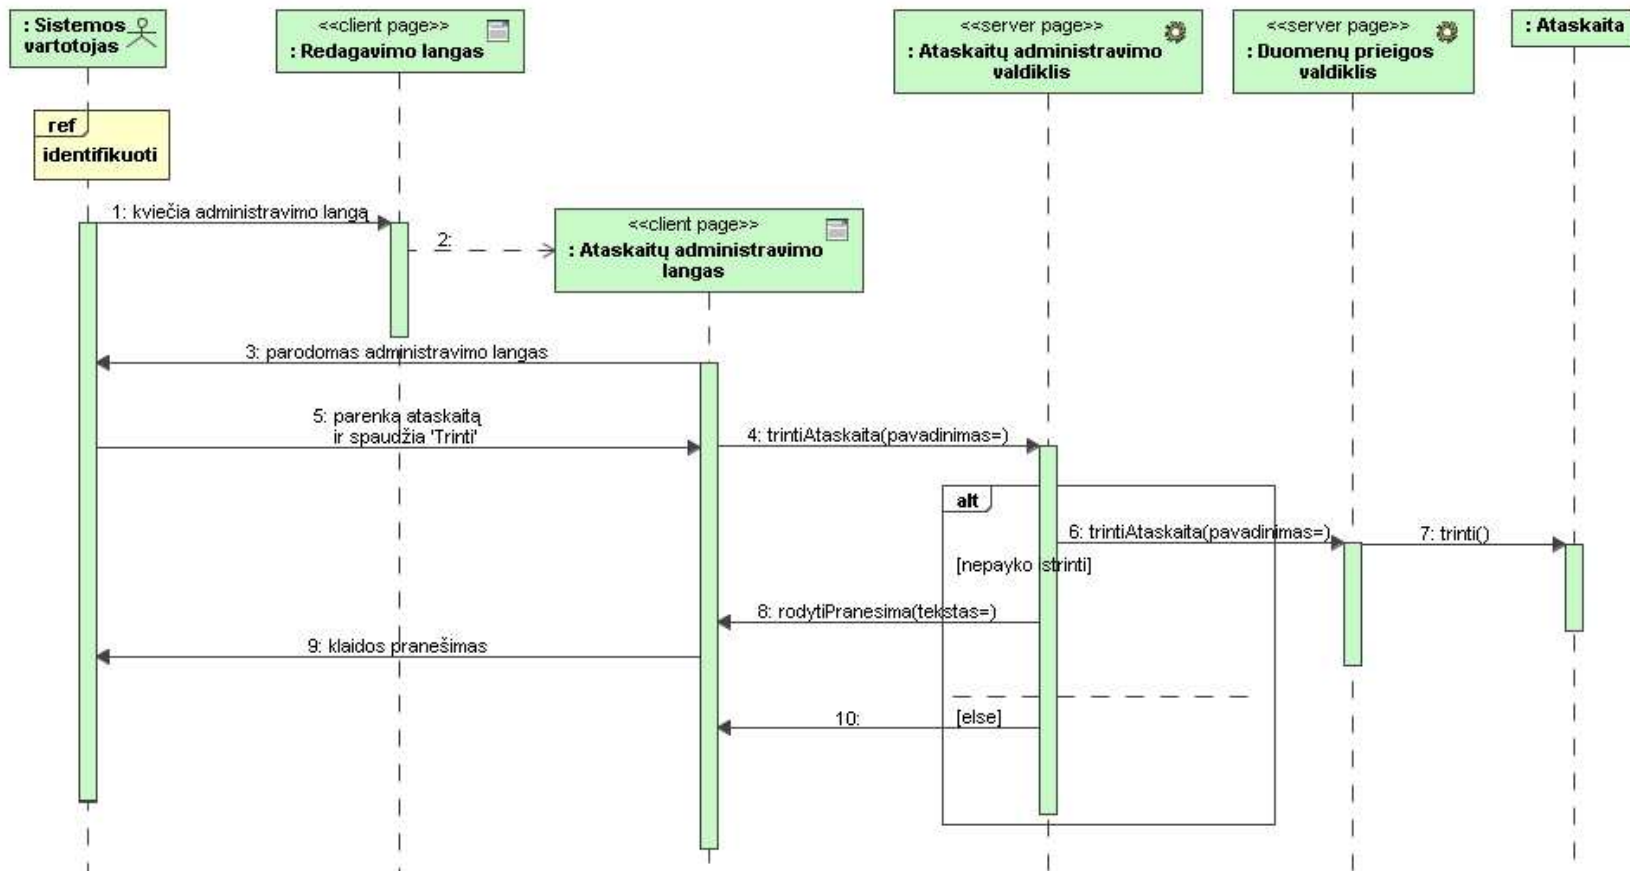 : Sistemos
vartotojas
<<client page>>
: Redagavimo langas
<<server page>>
: Ataskaitų administravimo
valdiklis
<<server page>>
: Duomenų prieigos
valdiklis
: Ataskaita
ref
identifikuoti
1: kviečia administravimo langą
2:
<<client page>>
: Ataskaitų administravimo
langas
3: parodomas administravimo langas
5: parenka ataskaitą
ir spaudžia 'Trinti'
4: trintiAtaskaita(pavadinimas=)
alt
6: trintiAtaskaita(pavadinimas=)
7: trinti()
[nepayko istrinti]
8: rodytiPranesima(tekstas=)
9: klaidos pranešimas
10:
[else]